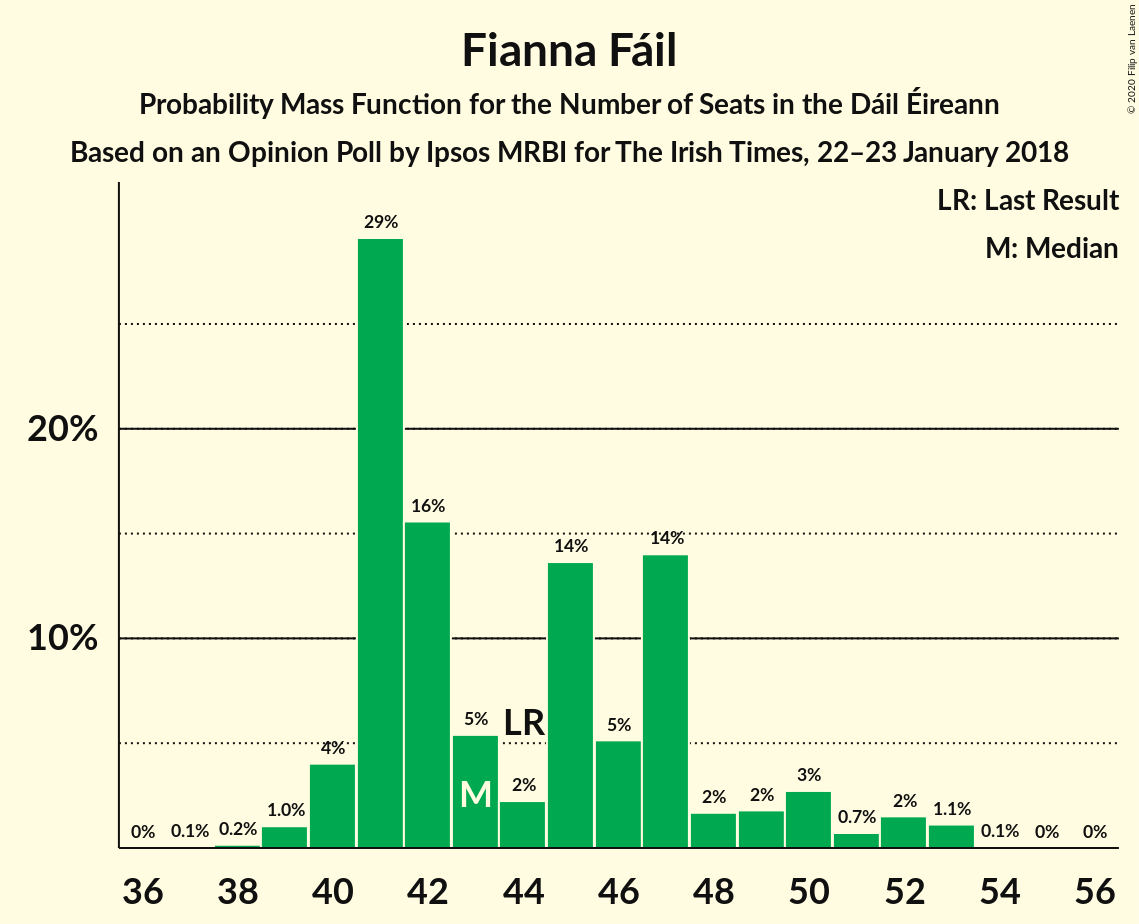 Fianna Fáil
Probability Mass Function for the Number of Seats in the Dáil Éireann
Based on an Opinion Poll by Ipsos MRBI for The Irish Times, 22–23 January 2018
© 2020 Filip van Laenen
LR: Last Result
M: Median
20%
10%
0%
0.1%
0.2%
1.0%
4%
29%
16%
5%
2%
14%
5%
14%
2%
2%
3%
0.7%
2%
1.1%
0.1%
0%
0%
LR
M
36 38 40 42 44 46 48 50 52 54 56